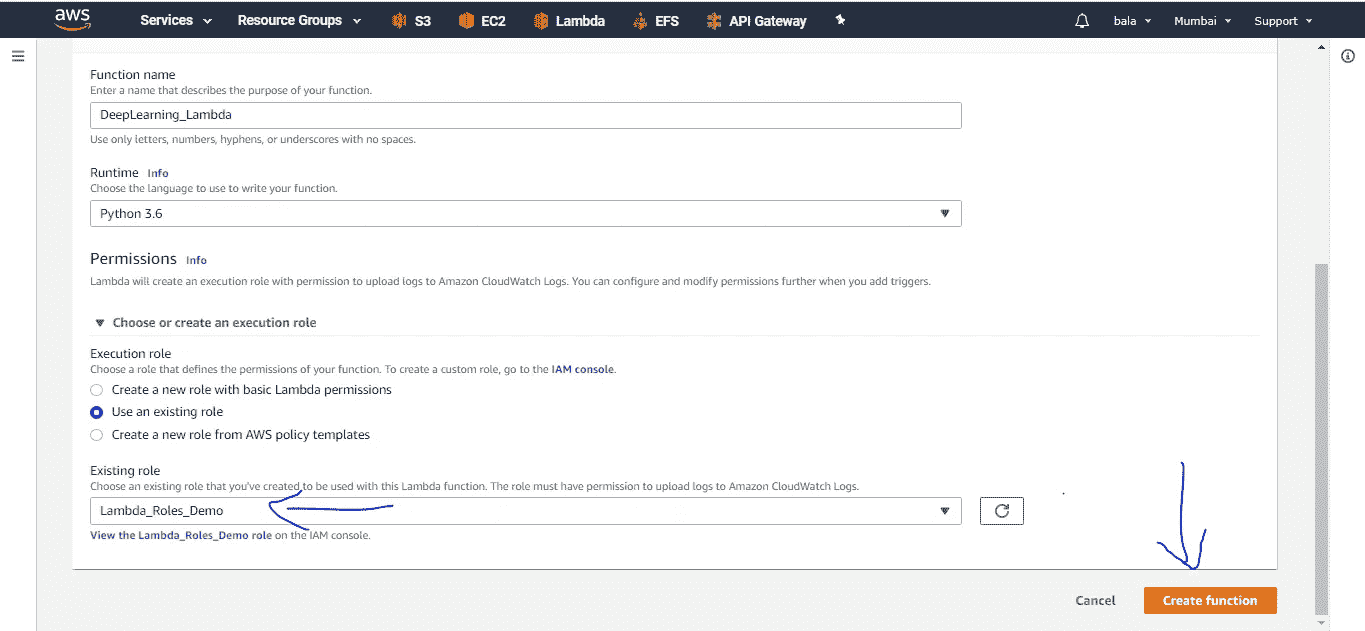 aws Services Resource Groups S3 EC2 Lambda EFS API Gateway bala Mumbai Support
Function name
Enter a name that describes the purpose of your function.
DeepLearning_Lambda
Use only letters, numbers, hyphens, or underscores with no spaces.
Runtime Info
Choose the language to use to write your function.
Python 3.6
Permissions Info
Lambda will create an execution role with permission to upload logs to Amazon CloudWatch Logs. You can configure and modify permissions further when you add triggers.
Choose or create an execution role
Execution role
Choose a role that defines the permissions of your function. To create a custom role, go to the IAM console.
Create a new role with basic Lambda permissions
Use an existing role
Create a new role from AWS policy templates
Existing role
Choose an existing role that you've created to be used with this Lambda function. The role must have permission to upload logs to Amazon CloudWatch Logs.
Lambda_Roles_Demo
View the Lambda_Roles_Demo role on the IAM console.
Cancel Create function